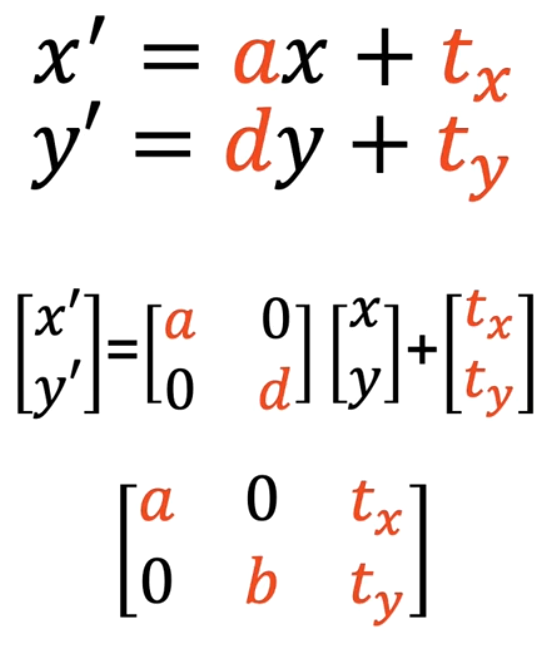 x′ = ax + tx
y′ = dy + ty
[x′ y′] = [a 0 0 d] [x y] + [tx ty]
[a 0 tx
0 b ty]